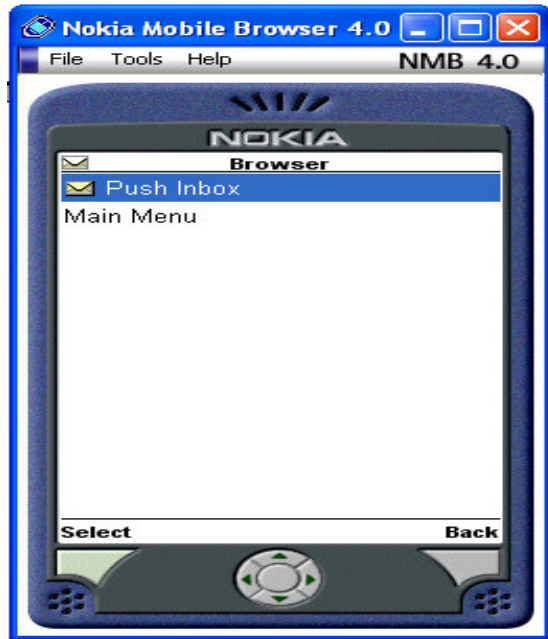 Nokia Mobile Browser 4.0
File Tools Help NMB 4.0
NOKIA
Browser
Push Inbox
Main Menu
Select Back